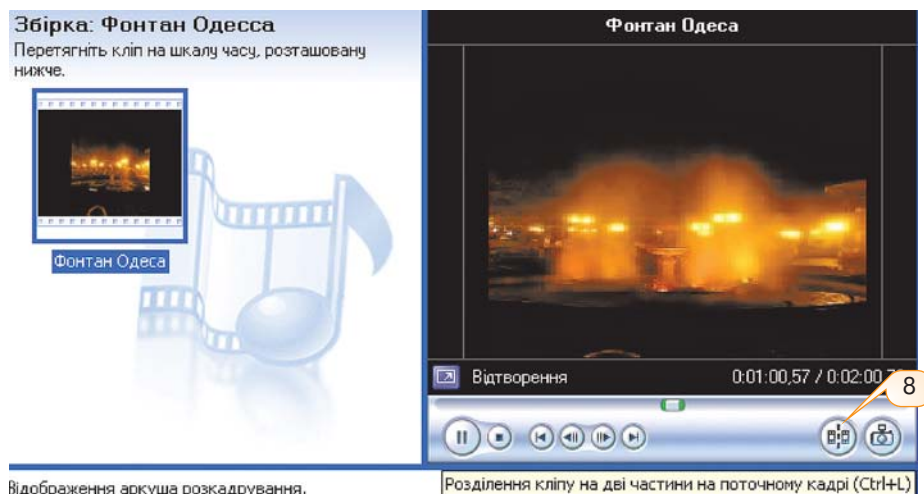 Збірка: Фонтан Одесса
Перетягніть кліп на шкалу часу, розташовану
нижче.
Фонтан Одеса
Фонтан Одеса
Відтворення 0:01:00,57 / 0:02:00
8
Відображення аркуша розкадрування.
Розділення кліпу на дві частини на поточному кадрі (Ctrl+L)